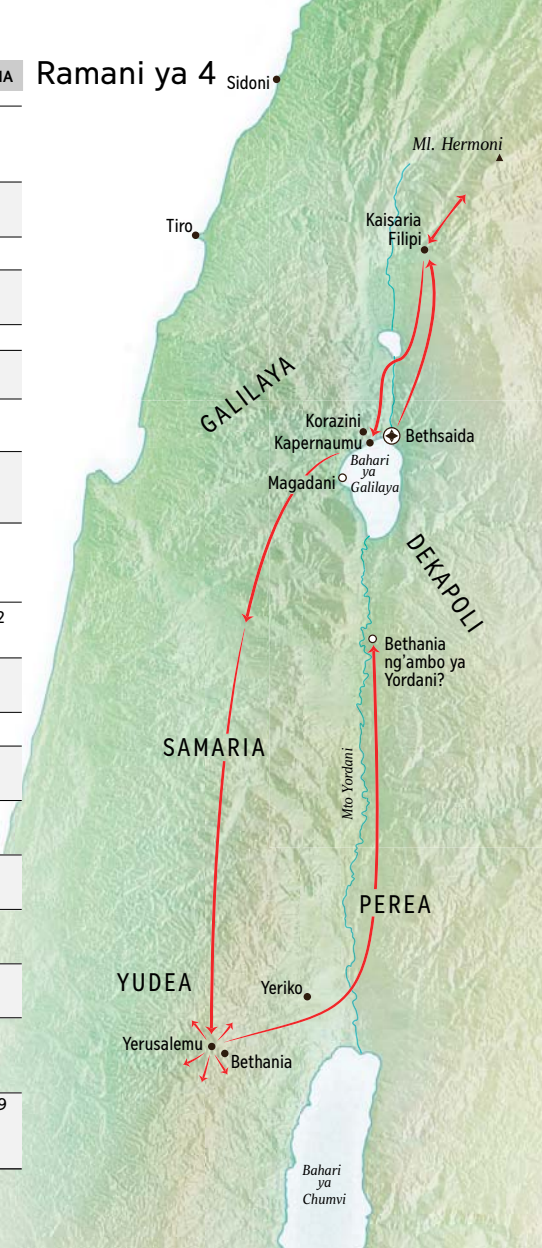 IA
Ramani ya 4
Sidoni
Ml. Hermoni
Tiro
Kaisaria
Filipi
GALILAYA
Korazini
Kapernaumu
Bethsaida
Bahari
ya
Galilaya
Magadani
DEKAPOLI
2
Bethania
ng’ambo ya
Yordani?
SAMARIA
Mto Yordani
PEREA
YUDEA
Yeriko
Yerusalemu
Bethania
9
Bahari
ya
Chumvi